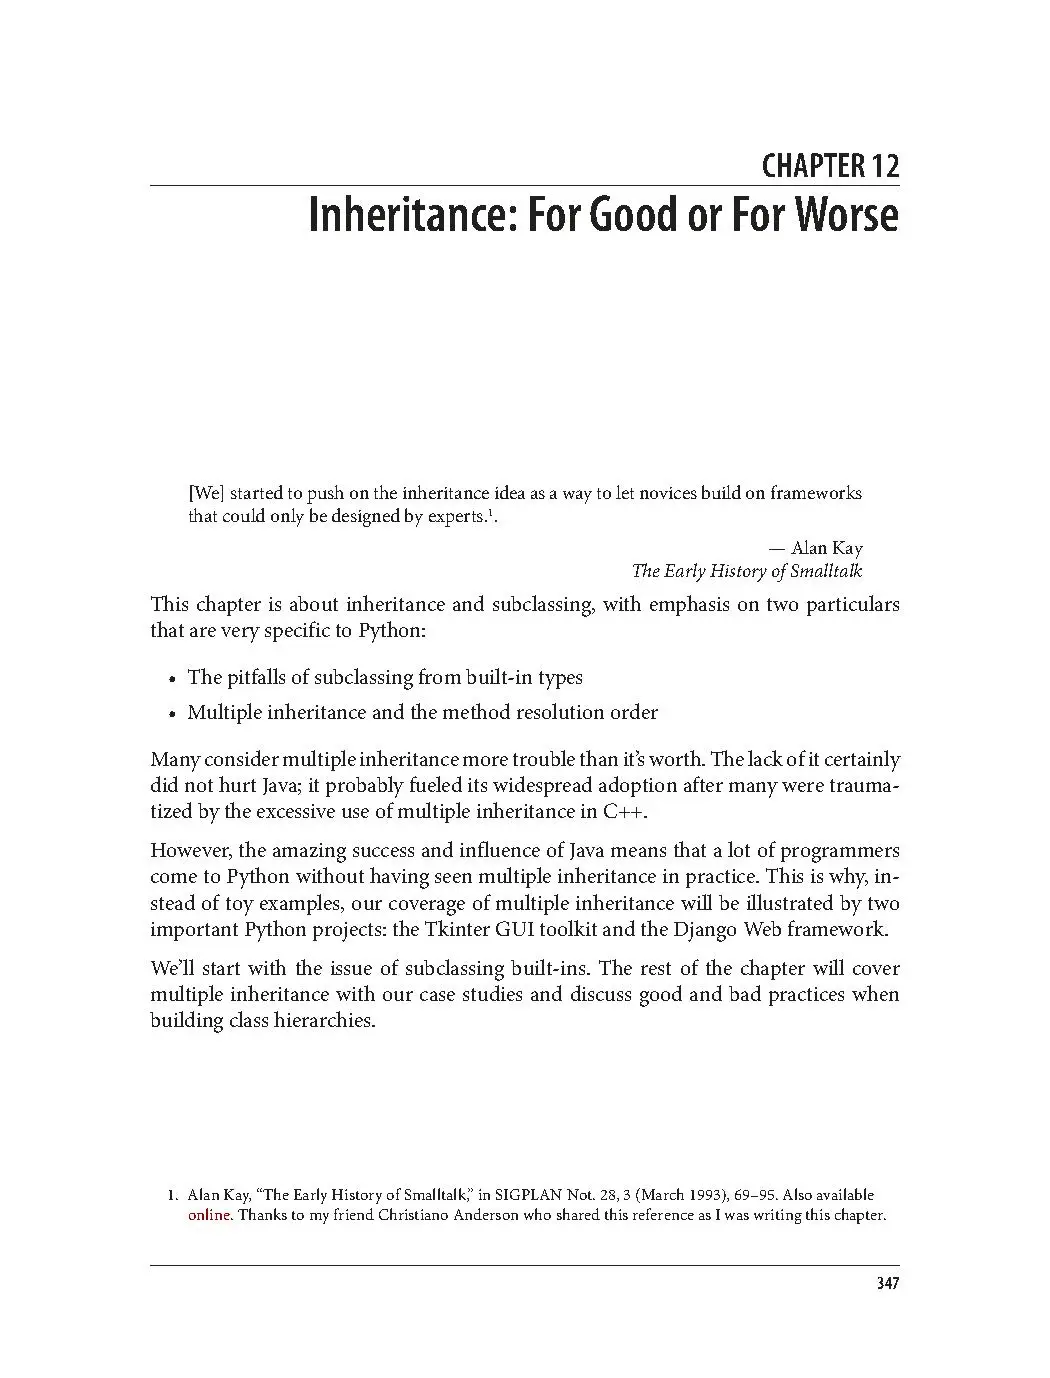 CHAPTER 12
Inheritance: For Good or For Worse
[We] started to push on the inheritance idea as a way to let novices build on frameworks
that could only be designed by experts.¹.
— Alan Kay
The Early History of Smalltalk
This chapter is about inheritance and subclassing, with emphasis on two particulars
that are very specific to Python:
• The pitfalls of subclassing from built-in types
• Multiple inheritance and the method resolution order
Many consider multiple inheritance more trouble than it’s worth. The lack of it certainly
did not hurt Java; it probably fueled its widespread adoption after many were trauma-
tized by the excessive use of multiple inheritance in C++.
However, the amazing success and influence of Java means that a lot of programmers
come to Python without having seen multiple inheritance in practice. This is why, in-
stead of toy examples, our coverage of multiple inheritance will be illustrated by two
important Python projects: the Tkinter GUI toolkit and the Django Web framework.
We’ll start with the issue of subclassing built-ins. The rest of the chapter will cover
multiple inheritance with our case studies and discuss good and bad practices when
building class hierarchies.
1. Alan Kay, “The Early History of Smalltalk,” in SIGPLAN Not. 28, 3 (March 1993), 69–95. Also available
online. Thanks to my friend Christiano Anderson who shared this reference as I was writing this chapter.
347